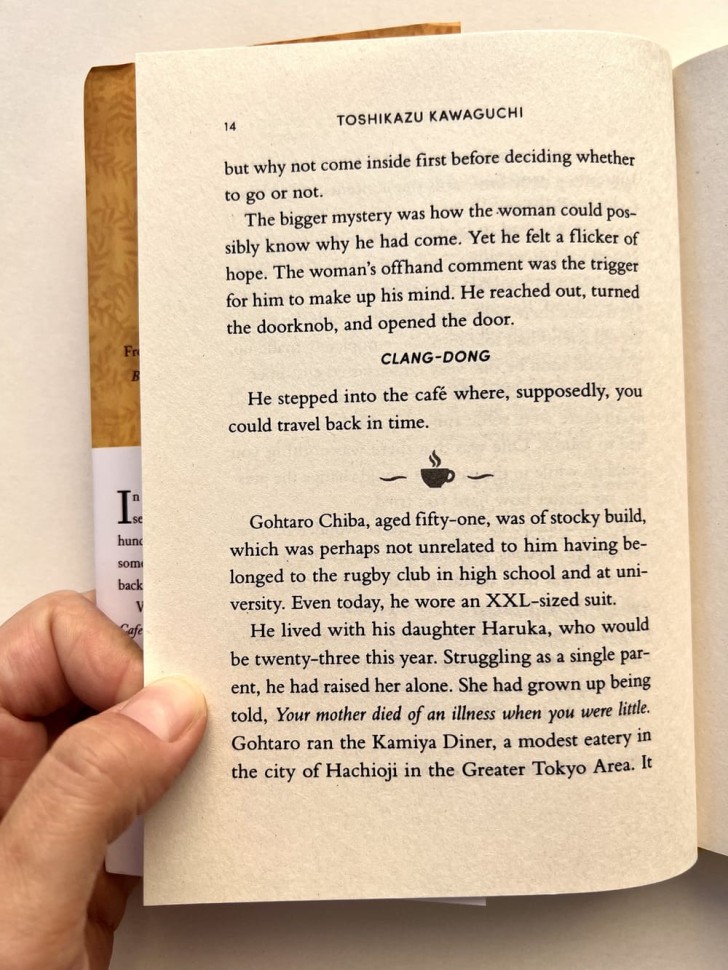 14
TOSHIKAZU KAWAGUCHI
but why not come inside first before deciding whether
to go or not.
The bigger mystery was how the woman could pos-
sibly know why he had come. Yet he felt a flicker of
hope. The woman's offhand comment was the trigger
for him to make up his mind. He reached out, turned
the doorknob, and opened the door.
CLANG-DONG
He stepped into the café where, supposedly, you
could travel back in time.
Gohtaro Chiba, aged fifty-one, was of stocky build,
which was perhaps not unrelated to him having be-
longed to the rugby club in high school and at uni-
versity. Even today, he wore an XXL-sized suit.
He lived with his daughter Haruka, who would
be twenty-three this year. Struggling as a single par-
ent, he had raised her alone. She had grown up being
told, Your mother died of an illness when you were little.
Gohtaro ran the Kamiya Diner, a modest eatery in
the city of Hachioji in the Greater Tokyo Area. It
In
some
back